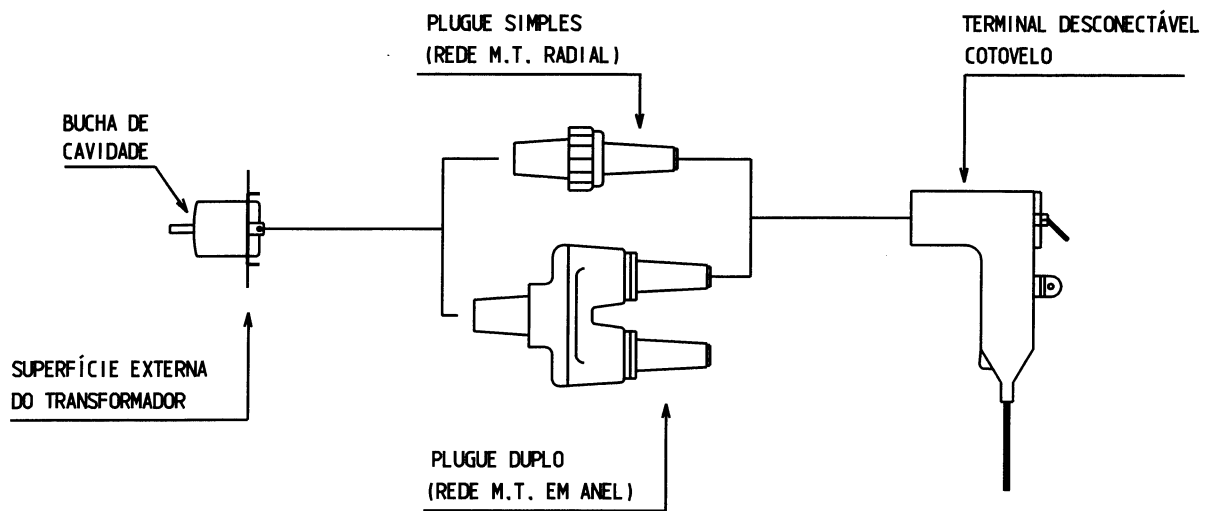 PLUGUE SIMPLES
(REDE M.T. RADIAL)
TERMINAL DESCONECTÁVEL
COTOVELO
BUCHA DE
CAVIDADE
SUPERFÍCIE EXTERNA
DO TRANSFORMADOR
PLUGUE DUPLO
(REDE M.T. EM ANEL)